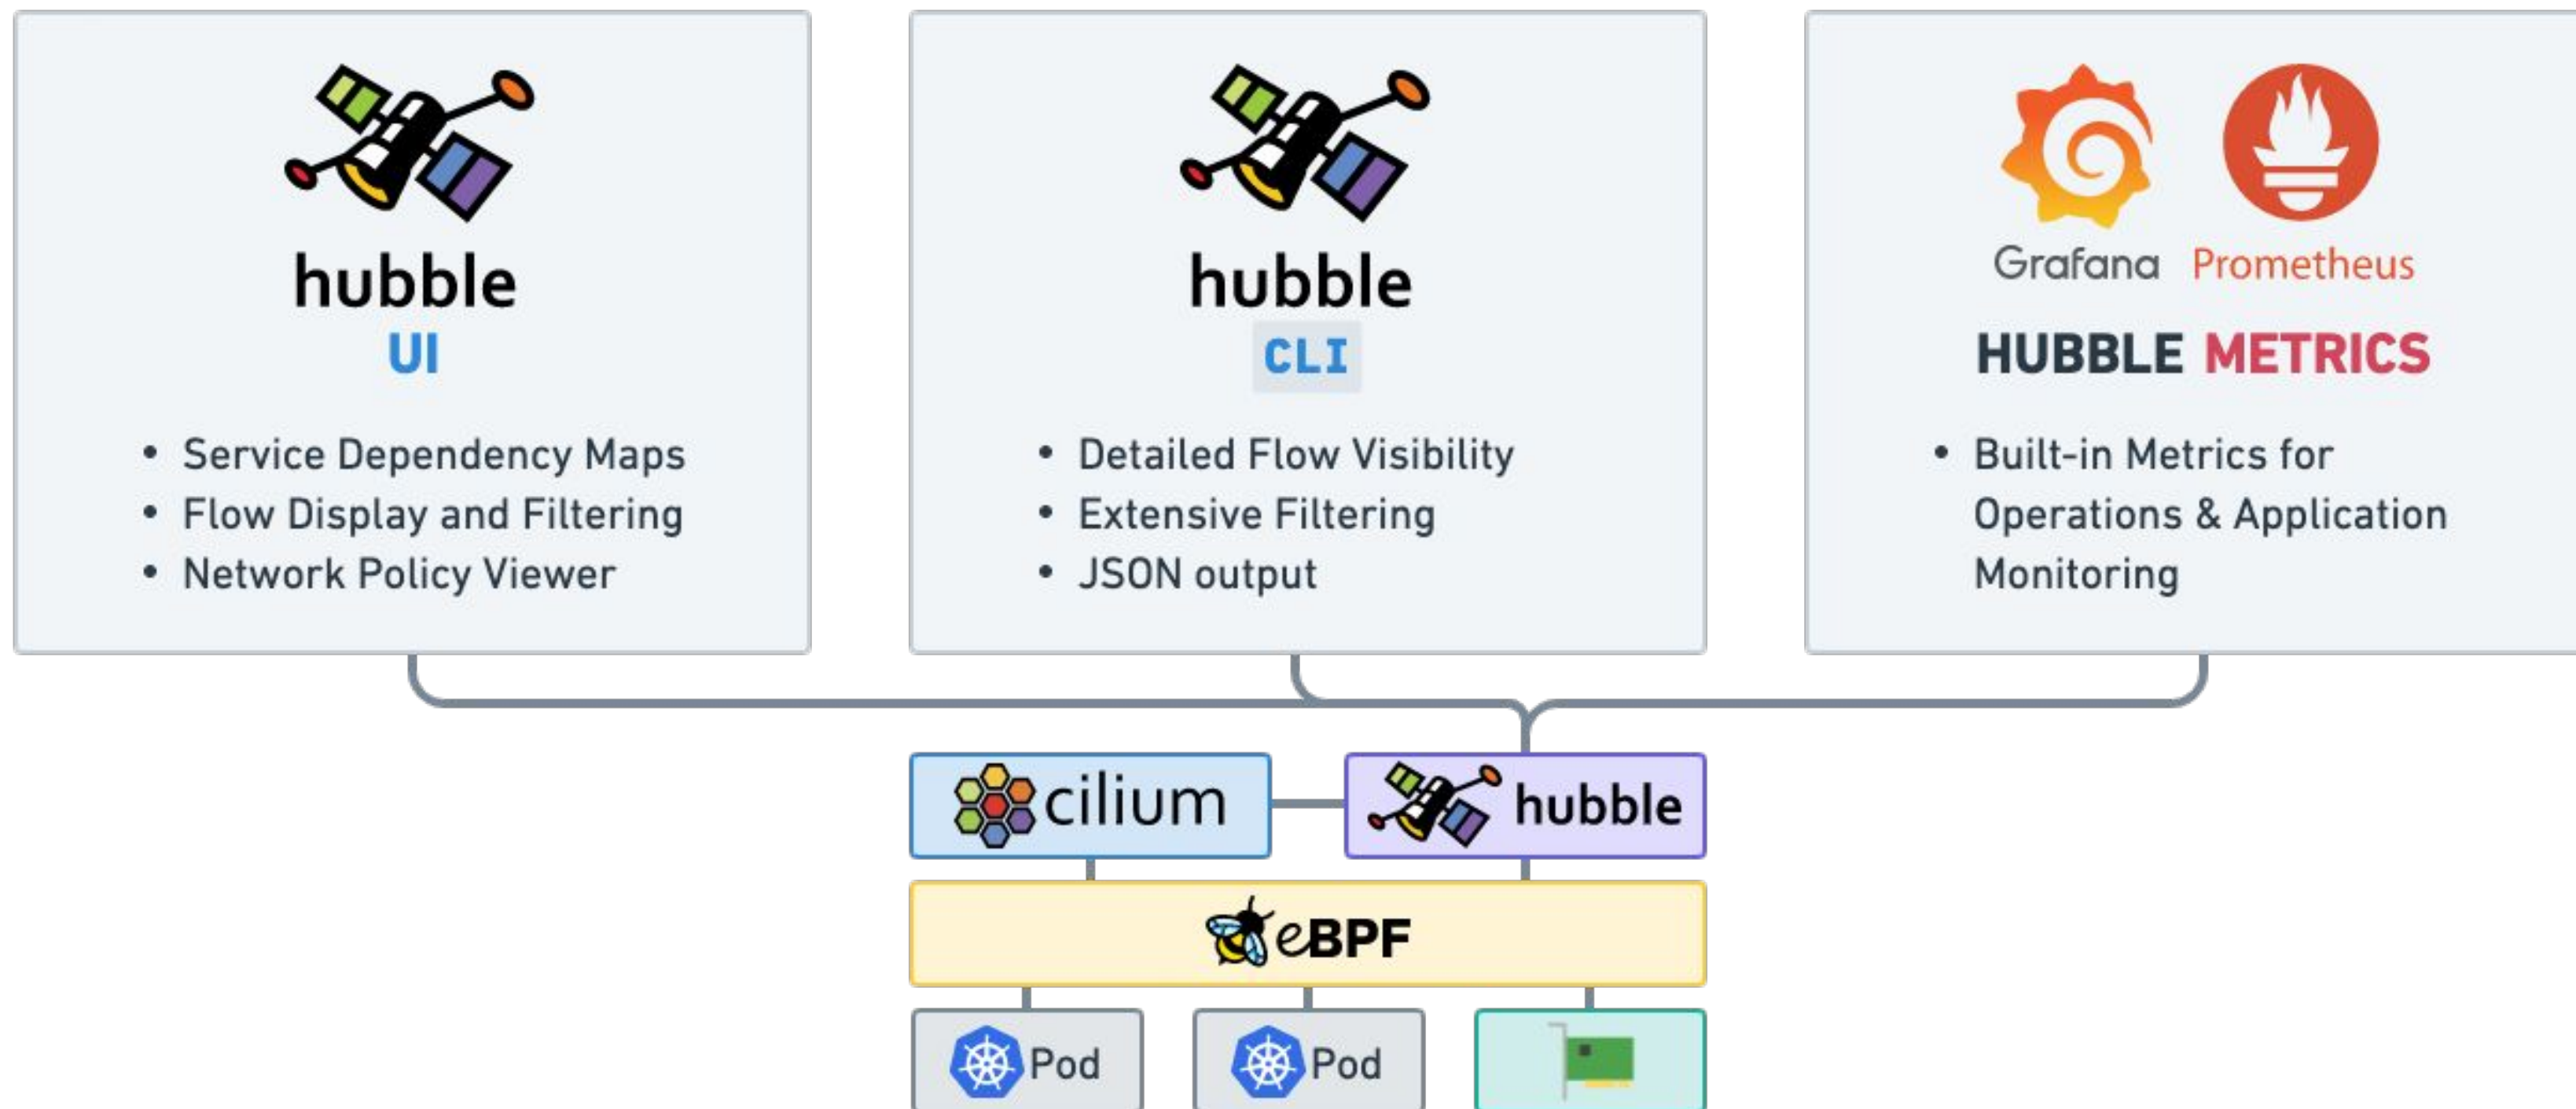 hubble
UI
• Service Dependency Maps
• Flow Display and Filtering
• Network Policy Viewer
hubble
CLI
• Detailed Flow Visibility
• Extensive Filtering
• JSON output
Grafana Prometheus
HUBBLE METRICS
• Built-in Metrics for
Operations & Application
Monitoring
cilium
hubble
eBPF
Pod
Pod